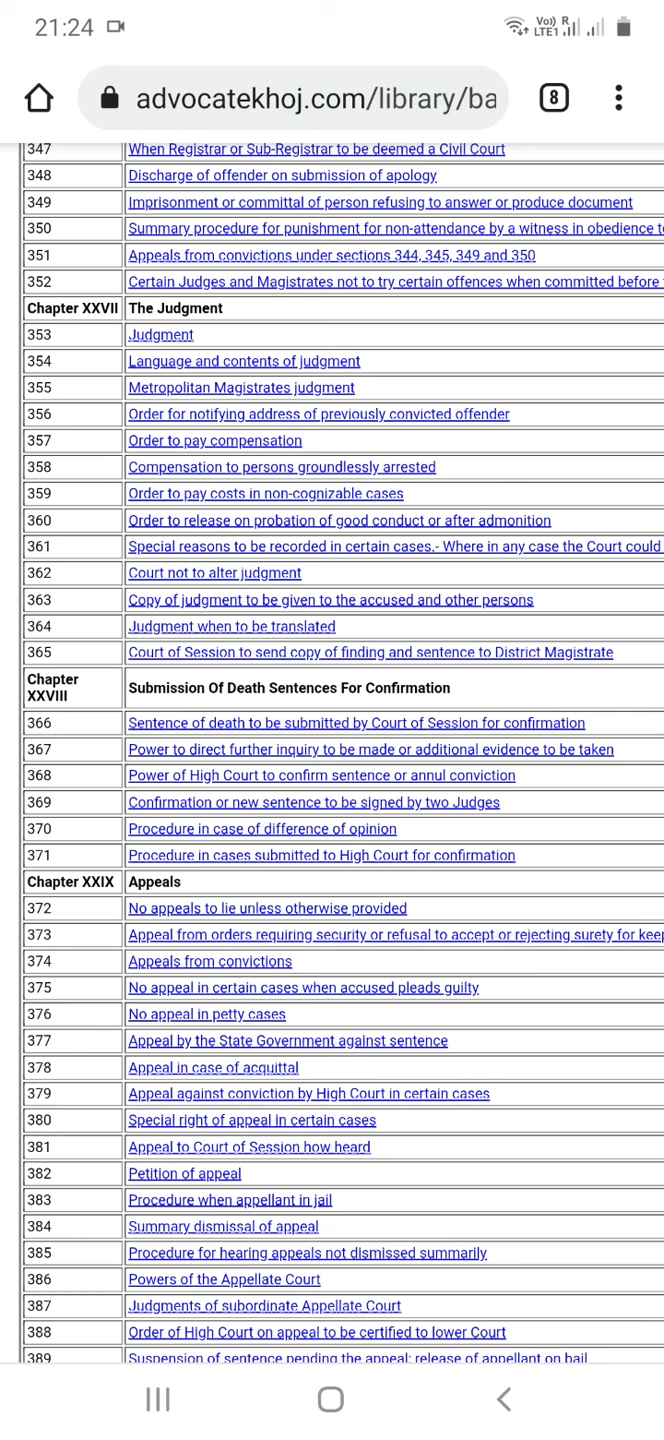 21:24
Vo) R
LTE1
advocatekhoj.com/library/ba
8
347 When Registrar or Sub-Registrar to be deemed a Civil Court
348 Discharge of offender on submission of apology
349 Imprisonment or committal of person refusing to answer or produce document
350 Summary procedure for punishment for non-attendance by a witness in obedience
351 Appeals from convictions under sections 344, 345, 349 and 350
352 Certain Judges and Magistrates not to try certain offences when committed before
Chapter XXVII The Judgment
353 Judgment
354 Language and contents of judgment
355 Metropolitan Magistrates judgment
356 Order for notifying address of previously convicted offender
357 Order to pay compensation
358 Compensation to persons groundlessly arrested
359 Order to pay costs in non-cognizable cases
360 Order to release on probation of good conduct or after admonition
361 Special reasons to be recorded in certain cases.- Where in any case the Court could
362 Court not to alter judgment
363 Copy of judgment to be given to the accused and other persons
364 Judgment when to be translated
365 Court of Session to send copy of finding and sentence to District Magistrate
Chapter
XXVIII Submission Of Death Sentences For Confirmation
366 Sentence of death to be submitted by Court of Session for confirmation
367 Power to direct further inquiry to be made or additional evidence to be taken
368 Power of High Court to confirm sentence or annul conviction
369 Confirmation or new sentence to be signed by two Judges
370 Procedure in case of difference of opinion
371 Procedure in cases submitted to High Court for confirmation
Chapter XXIX Appeals
372 No appeals to lie unless otherwise provided
373 Appeal from orders requiring security or refusal to accept or rejecting surety for kee
374 Appeals from convictions
375 No appeal in certain cases when accused pleads guilty
376 No appeal in petty cases
377 Appeal by the State Government against sentence
378 Appeal in case of acquittal
379 Appeal against conviction by High Court in certain cases
380 Special right of appeal in certain cases
381 Appeal to Court of Session how heard
382 Petition of appeal
383 Procedure when appellant in jail
384 Summary dismissal of appeal
385 Procedure for hearing appeals not dismissed summarily
386 Powers of the Appellate Court
387 Judgments of subordinate Appellate Court
388 Order of High Court on appeal to be certified to lower Court
389 Suspension of sentence pending the appeal; release of appellant on bail